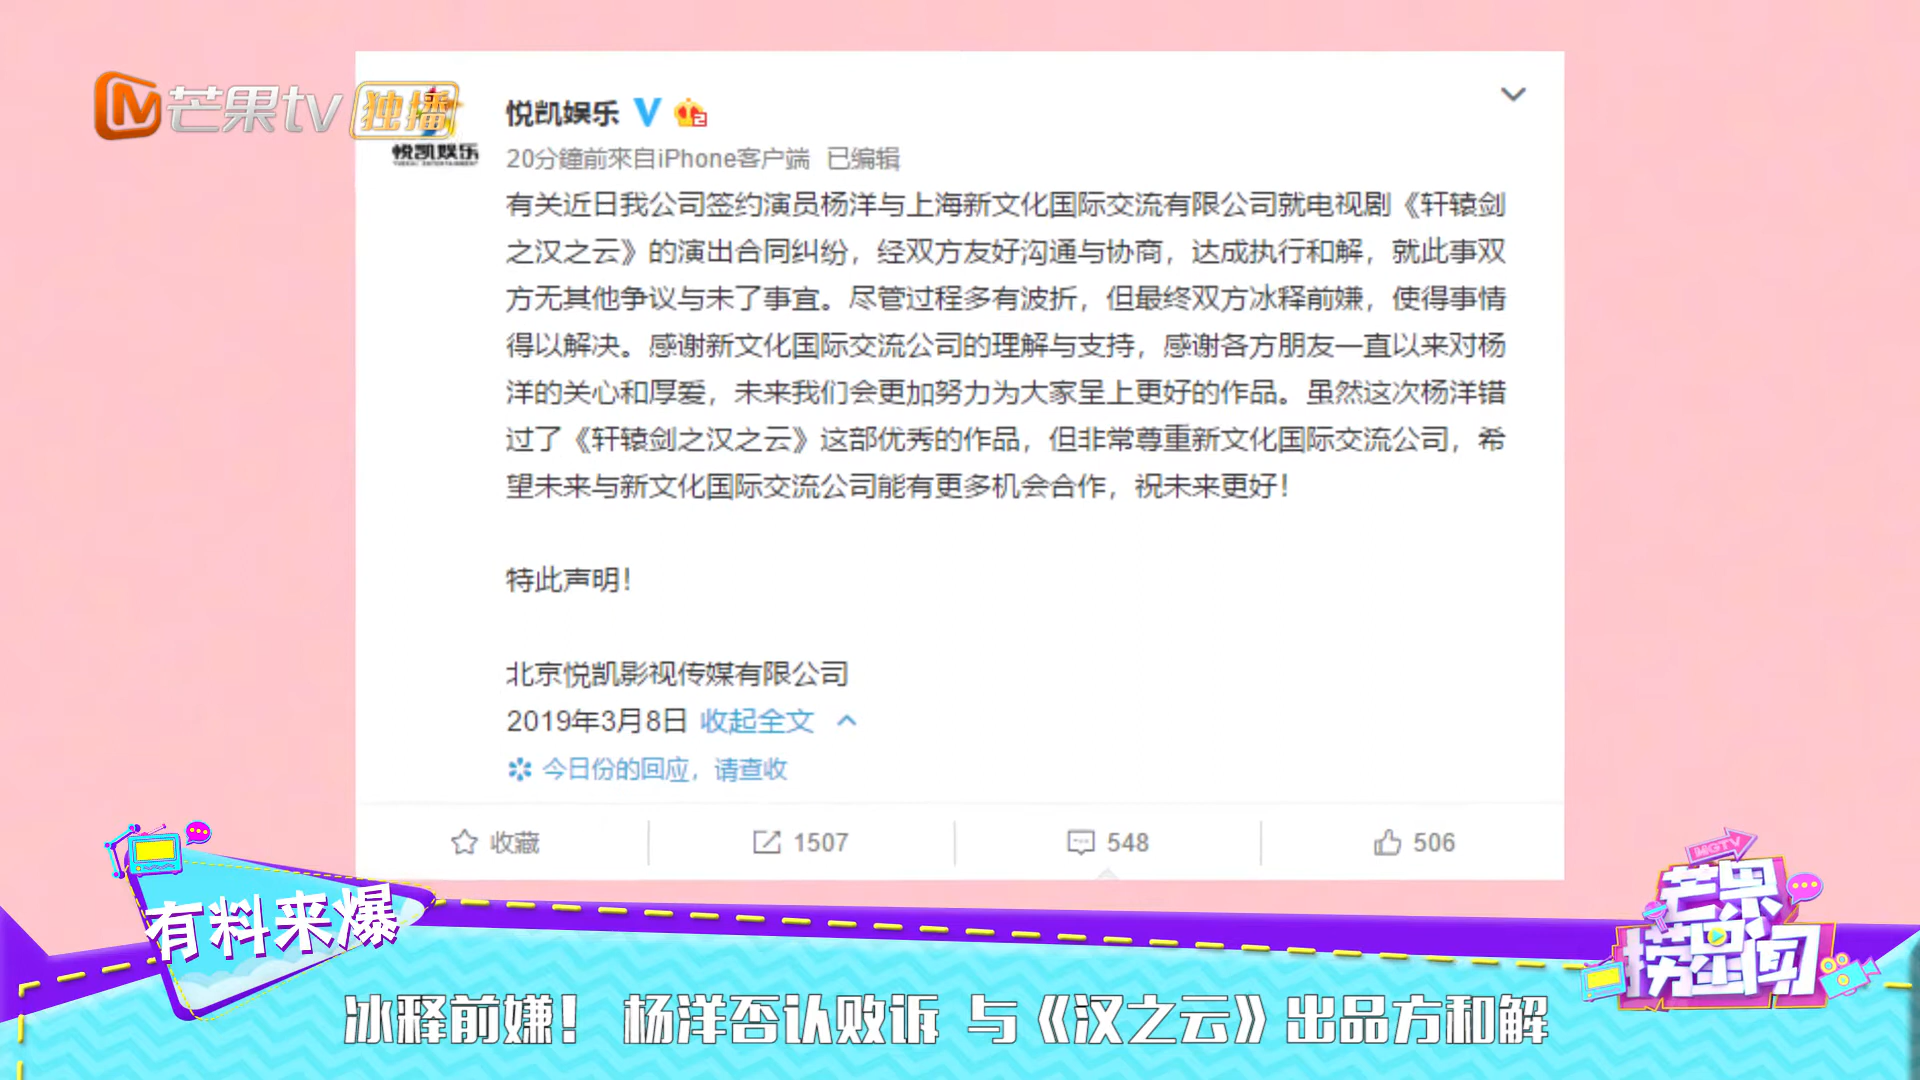 芒果tv 独播
悦凯娱乐
悦凯娱乐
20分鐘前來自iPhone客户端 已编辑
有关近日我公司签约演员杨洋与上海新文化国际交流有限公司就电视剧《轩辕剑
之汉之云》的演出合同纠纷，经双方友好沟通与协商，达成执行和解，就此事双
方无其他争议与未了事宜。尽管过程多有波折，但最终双方冰释前嫌，使得事情
得以解决。感谢新文化国际交流公司的理解与支持，感谢各方朋友一直以来对杨
洋的关心和厚爱，未来我们会更加努力为大家呈上更好的作品。虽然这次杨洋错
过了《轩辕剑之汉之云》这部优秀的作品，但非常尊重新文化国际交流公司，希
望未来与新文化国际交流公司能有更多机会合作，祝未来更好！
特此声明！
北京悦凯影视传媒有限公司
2019年3月8日 收起全文
今日份的回应，请查收
收藏 1507 548 506
有料来爆
MGTV
芒果
捞星闻
冰释前嫌！ 杨洋否认败诉 与《汉之云》出品方和解